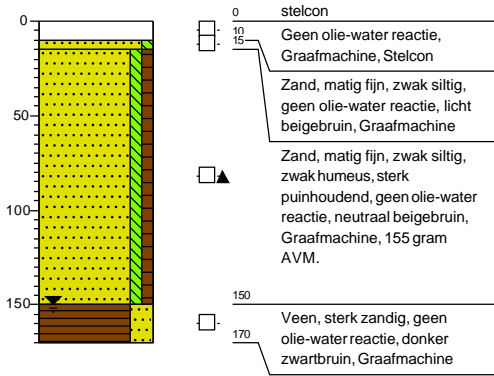 0
50
100
150
0
stelcon
10
Geen olie-water reactie,
Graafmachine, Stelcon
15
Zand, matig fijn, zwak siltig,
geen olie-water reactie, licht
beigebruin, Graafmachine
Zand, matig fijn, zwak siltig,
zwak humeus, sterk
puinhoudend, geen olie-water
reactie, neutraal beigebruin,
Graafmachine, 155 gram
AVM.
150
Veen, sterk zandig, geen
olie-water reactie, donker
zwartbruin, Graafmachine
170